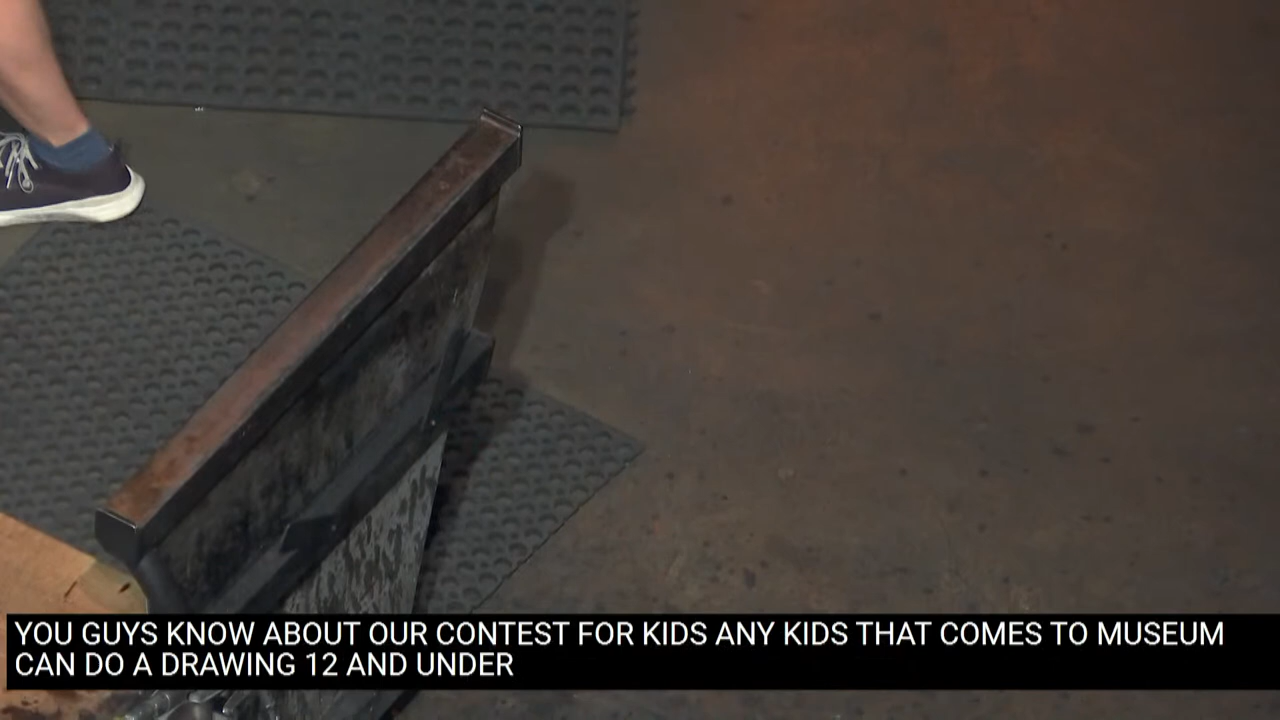 YOU GUYS KNOW ABOUT OUR CONTEST FOR KIDS ANY KIDS THAT COMES TO MUSEUM
CAN DO A DRAWING 12 AND UNDER